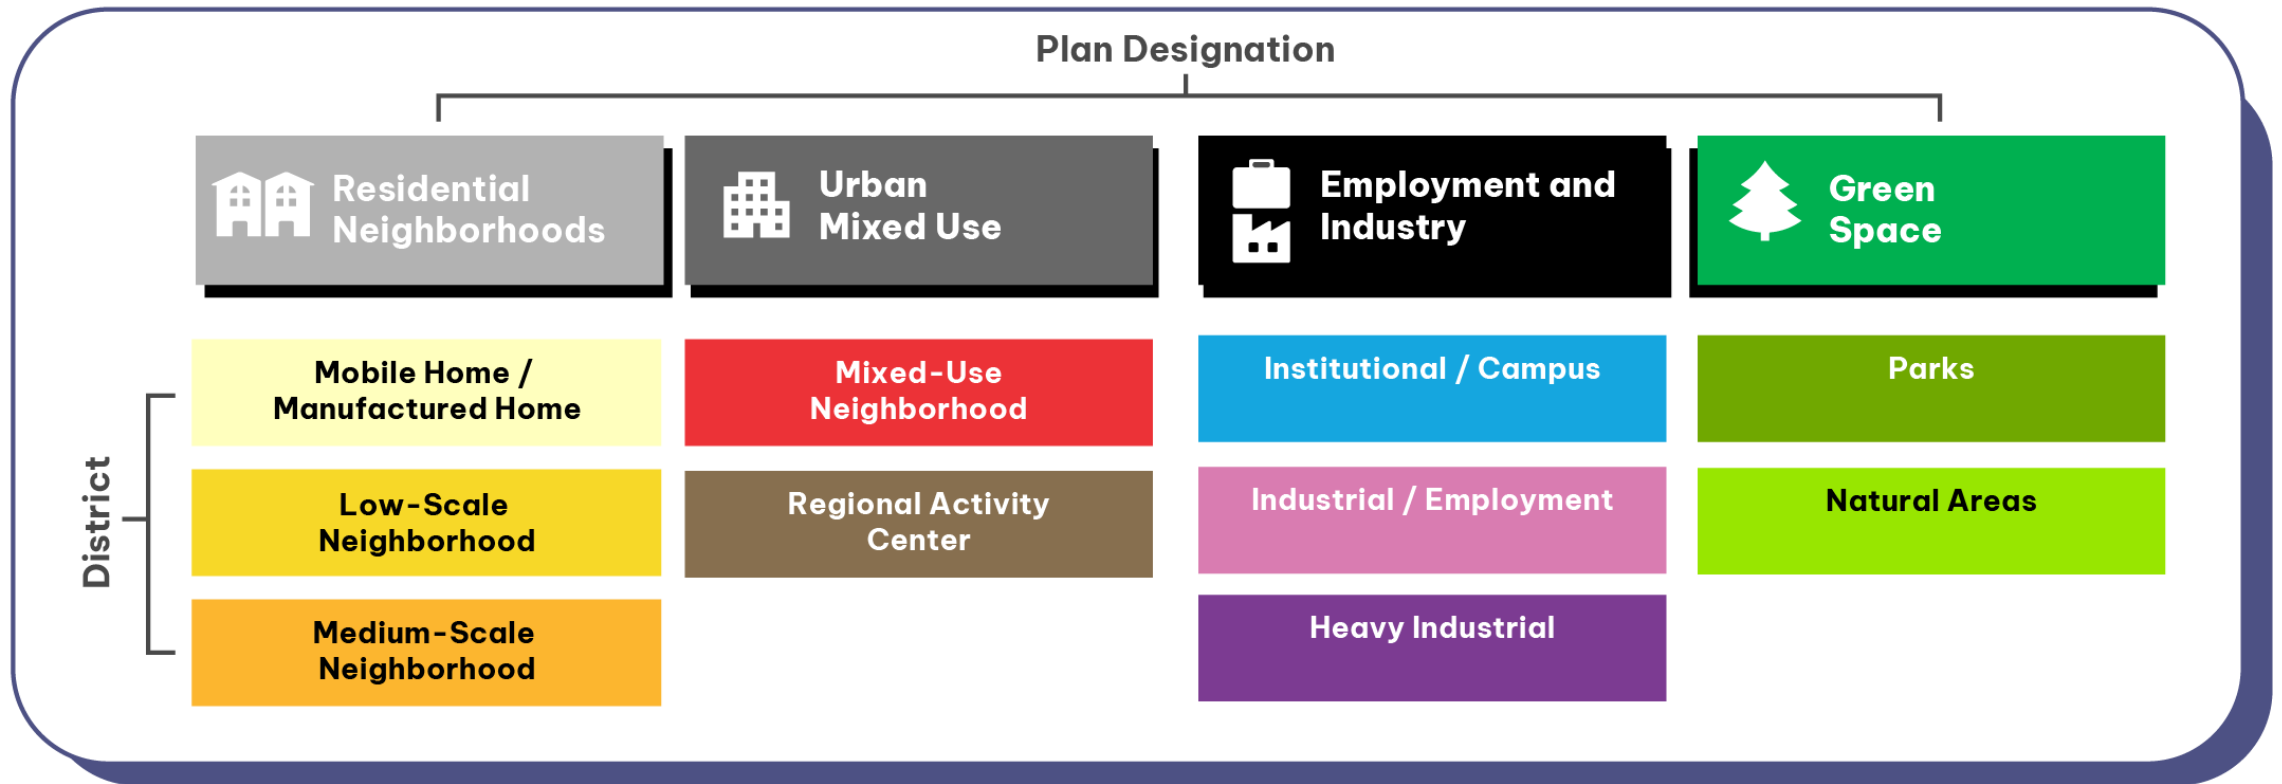 Plan Designation
Residential
Neighborhoods
Urban
Mixed Use
Employment and
Industry
Green
Space
District
Mobile Home /
Manufactured Home
Low-Scale
Neighborhood
Medium-Scale
Neighborhood
Mixed-Use
Neighborhood
Regional Activity
Center
Institutional / Campus
Industrial / Employment
Heavy Industrial
Parks
Natural Areas